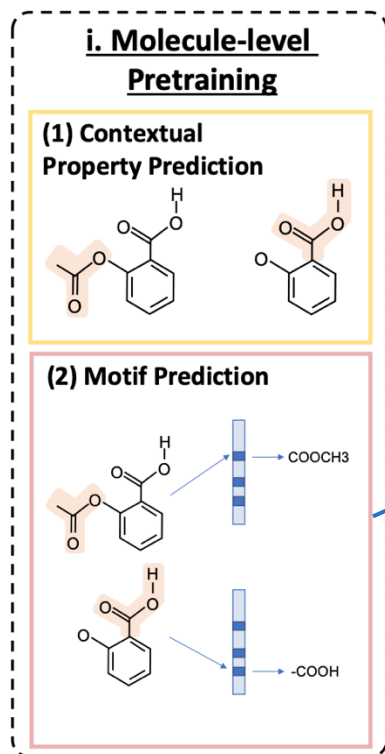 i. Molecule-level
Pretraining
(1) Contextual
Property Prediction
H
O
O
O
O
H
O
O
O
(2) Motif Prediction
H
O
O
O
O
COOCH3
H
O
O
O
-COOH